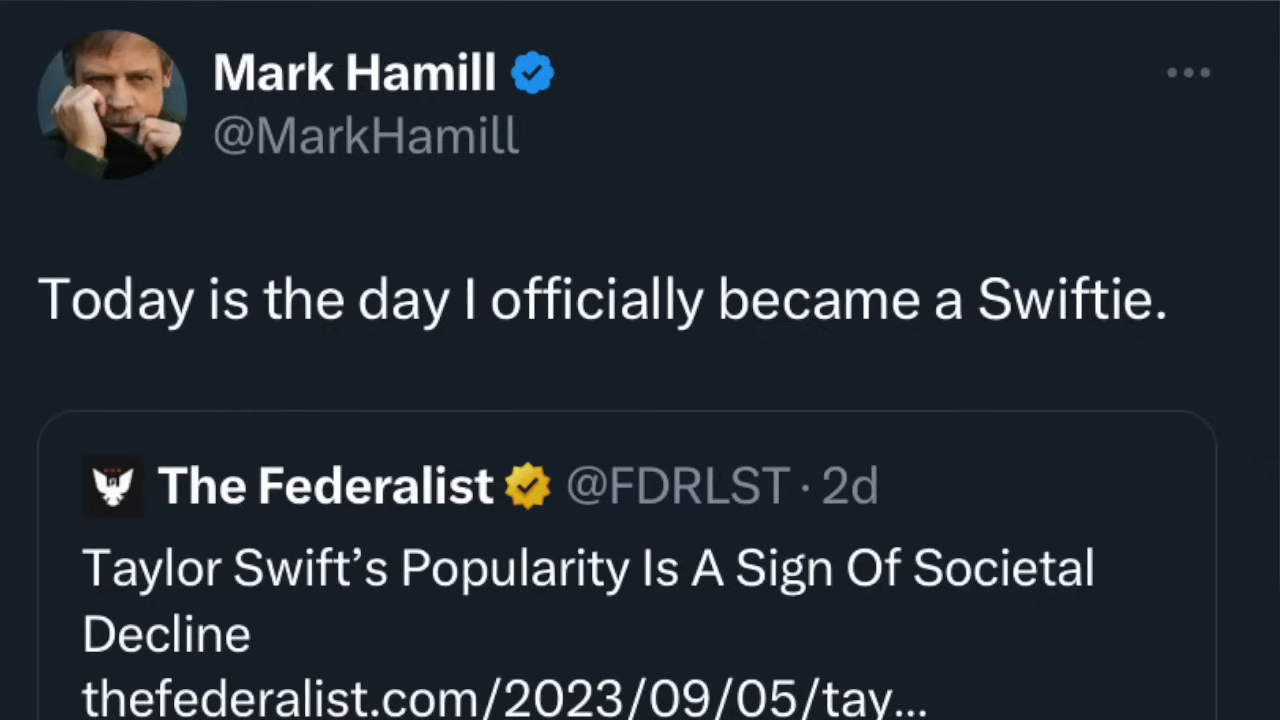 Mark Hamill
@MarkHamill
Today is the day I officially became a Swiftie.
The Federalist @FDRLST · 2d
Taylor Swift’s Popularity Is A Sign Of Societal
Decline
thefederalist.com/2023/09/05/tay...